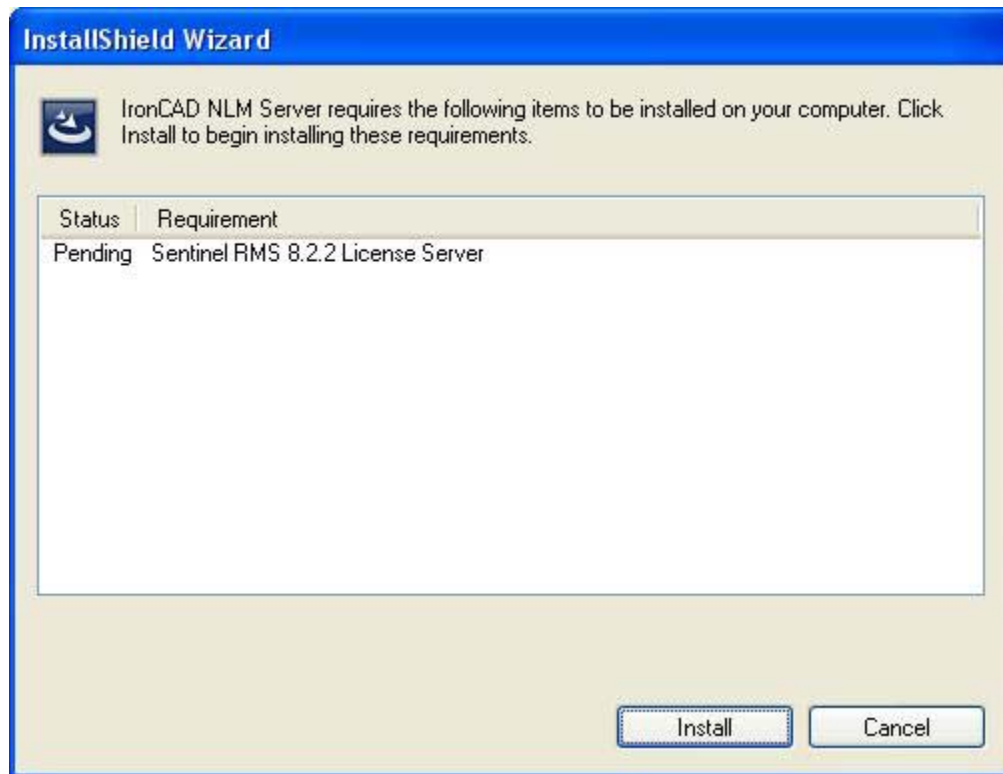 InstallShield Wizard
IronCAD NLM Server requires the following items to be installed on your computer. Click
Install to begin installing these requirements.
Status Requirement
Pending Sentinel RMS 8.2.2 License Server
Install Cancel